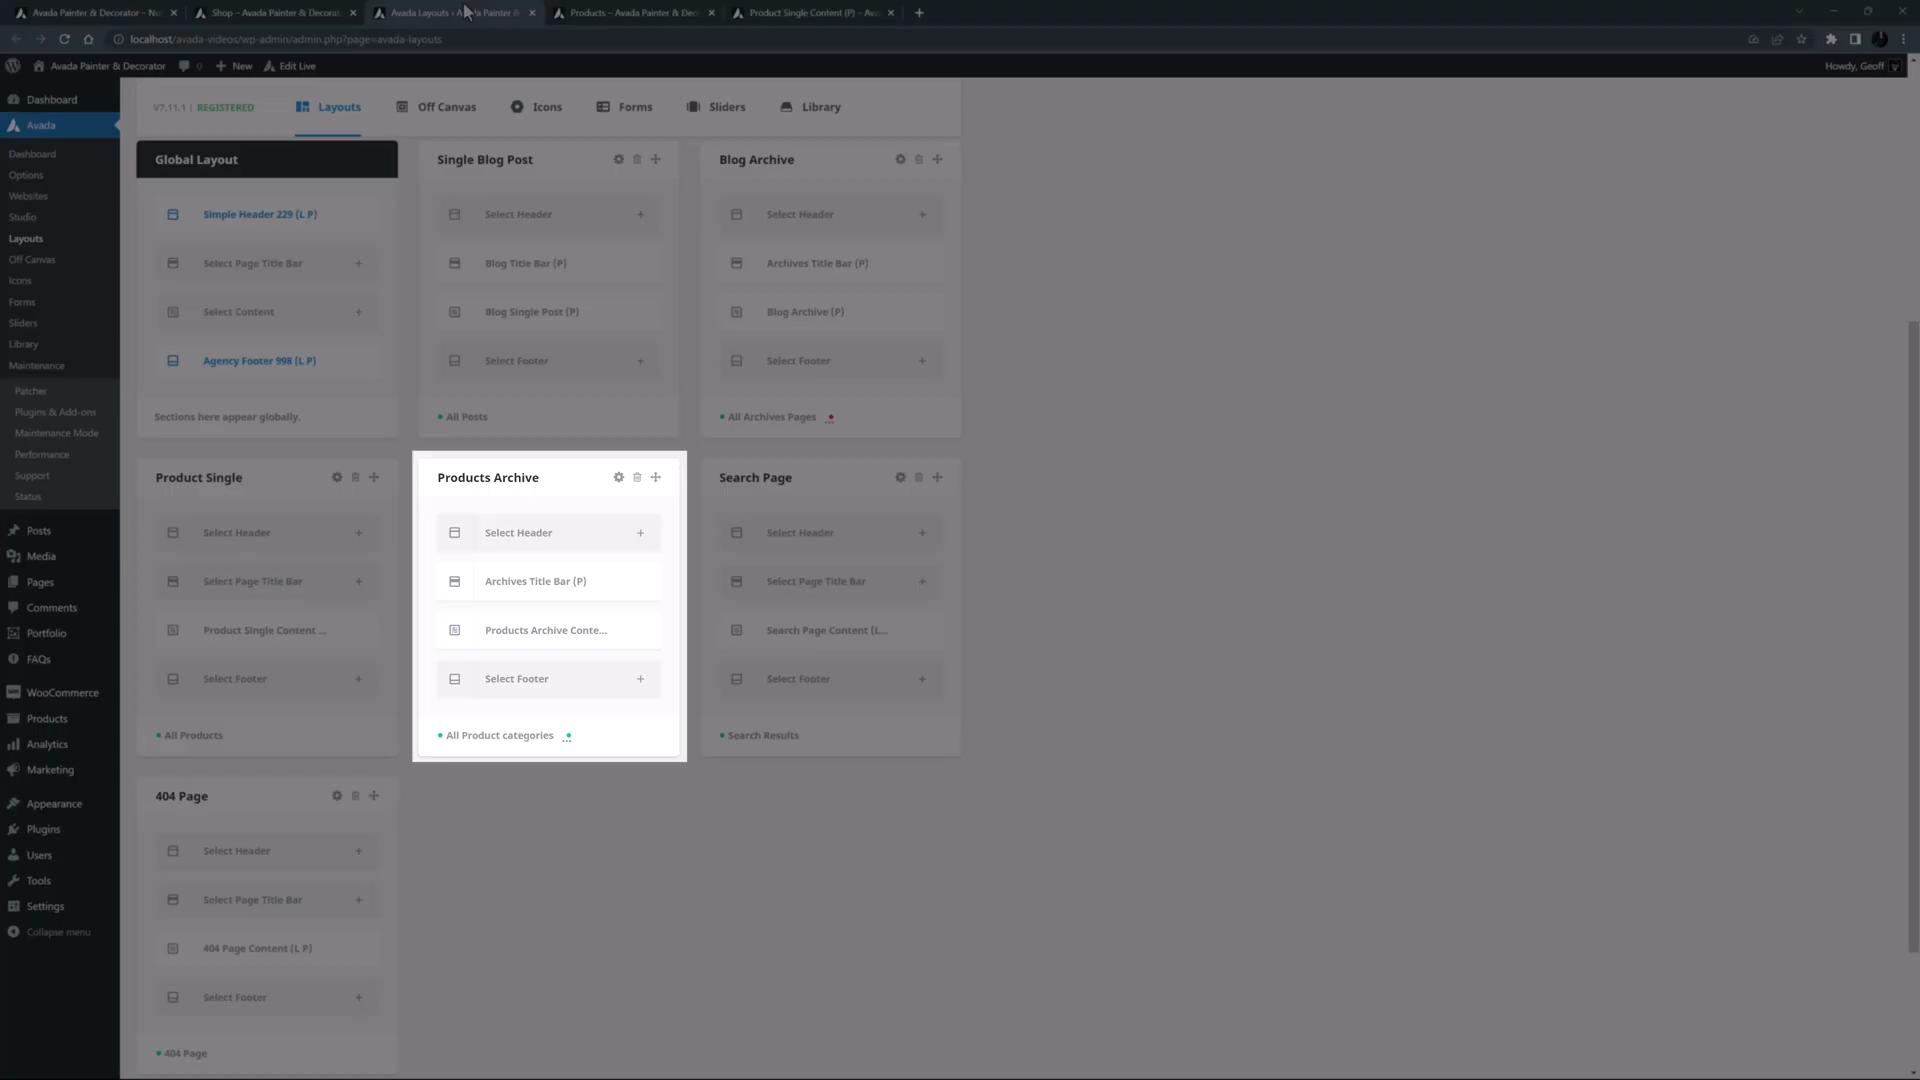 Avada Painter & Decorator – No
Shop – Avada Painter & Decorat
Avada Layouts ‹ A
Products – Avada Painter & Dec
Product Single Content (P) – Ava
localhost/avada-videos/wp-admin/admin.php?page=avada-layouts
Avada Painter & Decorator
0
New
Edit Live
Howdy, Geoff
Dashboard
Avada
Dashboard
Options
Websites
Studio
Layouts
Off Canvas
Icons
Forms
Sliders
Library
Maintenance
Patcher
Plugins & Add-ons
Maintenance Mode
Performance
Support
Status
Posts
Media
Pages
Comments
Portfolio
FAQs
WooCommerce
Products
Analytics
Marketing
Appearance
Plugins
Users
Tools
Settings
Collapse menu
V7.11.1 | REGISTERED
Layouts
Off Canvas
Icons
Forms
Sliders
Library
Global Layout
Simple Header 229 (L P)
Select Page Title Bar
Select Content
Agency Footer 998 (L P)
Sections here appear globally.
Single Blog Post
Select Header
Blog Title Bar (P)
Blog Single Post (P)
Select Footer
All Posts
Blog Archive
Select Header
Archives Title Bar (P)
Blog Archive (P)
Select Footer
All Archives Pages ...
Product Single
Select Header
Select Page Title Bar
Product Single Content ...
Select Footer
All Products
Products Archive
Select Header
Archives Title Bar (P)
Products Archive Conte...
Select Footer
All Product categories ...
Search Page
Select Header
Select Page Title Bar
Search Page Content (L...
Select Footer
Search Results
404 Page
Select Header
Select Page Title Bar
404 Page Content (L P)
Select Footer
404 Page